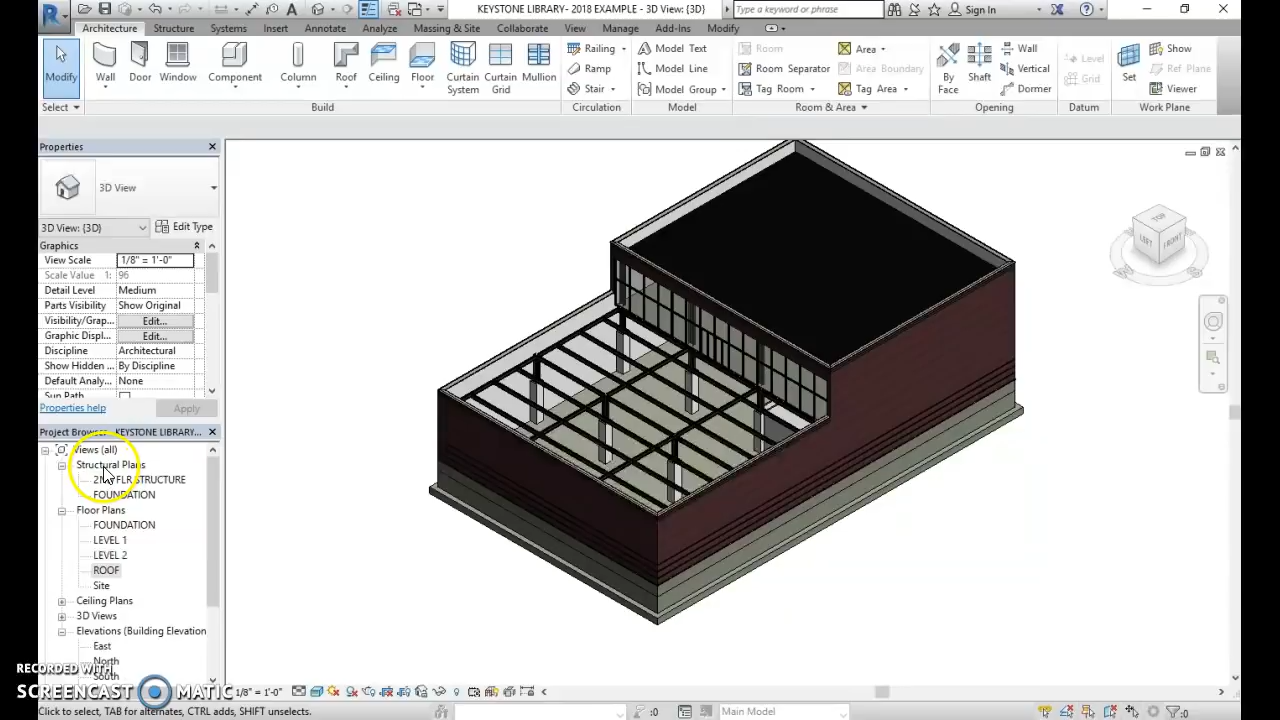 KEYSTONE LIBRARY- 2018 EXAMPLE - 3D View: {3D}
Type a keyword or phrase
Sign In
Architecture Structure Systems Insert Annotate Analyze Massing & Site Collaborate View Manage Add-Ins Modify
Modify
Wall Door Window Component Column Roof Ceiling Floor Curtain System Curtain Grid Mullion
Railing
Ramp
Stair
Model Text
Model Line
Model Group
Room
Room Separator
Tag Room
Area
Area Boundary
Tag Area
By Face
Shaft
Wall
Vertical
Dormer
Level
Grid
Set
Show
Ref Plane
Viewer
Select Build Circulation Model Room & Area Opening Datum Work Plane
Properties
3D View
3D View: {3D} Edit Type
Graphics
View Scale 1/8" = 1'-0"
Scale Value 1: 96
Detail Level Medium
Parts Visibility Show Original
Visibility/Grap... Edit...
Graphic Displ... Edit...
Discipline Architectural
Show Hidden ... By Discipline
Default Analy... None
Sun Path
Properties help Apply
TOP
LEFT FRONT
Project Browser - KEYSTONE LIBRARY...
Views (all)
Structural Plans
2ND FLR STRUCTURE
FOUNDATION
Floor Plans
FOUNDATION
LEVEL 1
LEVEL 2
ROOF
Site
Ceiling Plans
3D Views
Elevations (Building Elevation
East
North
South
RECORDED WITH
SCREENCAST MATIC
1/8" = 1'-0"
Click to select, TAB for alternates, CTRL adds, SHIFT unselects.
:0
Main Model
:0